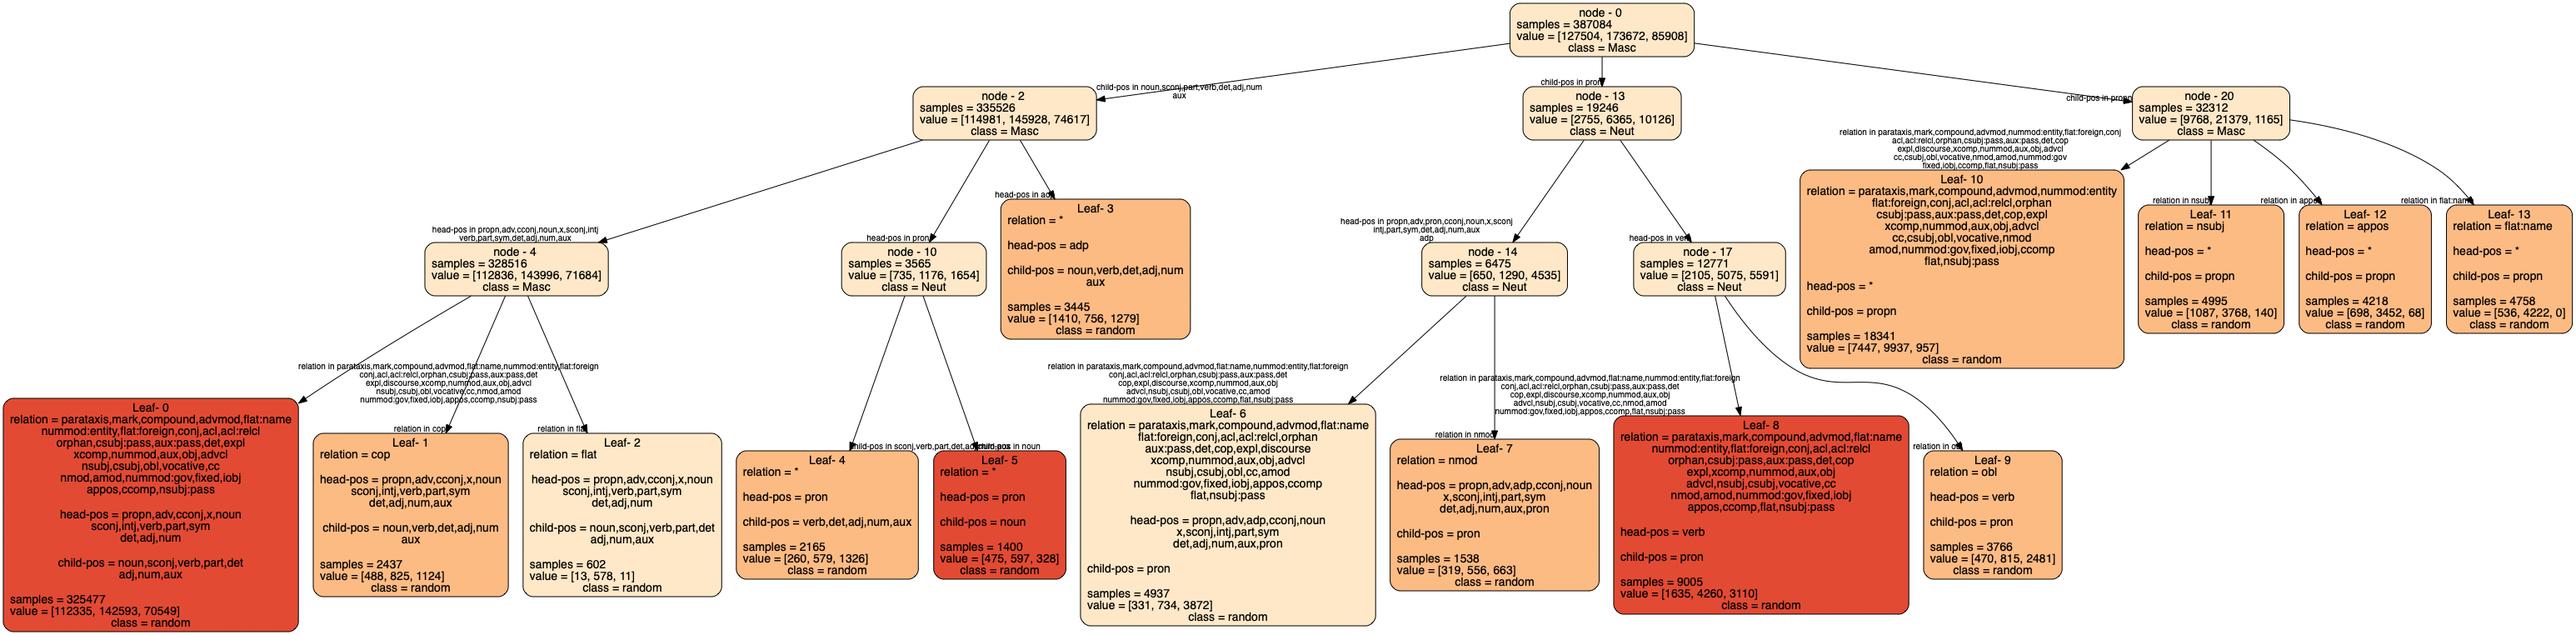 node - 0
samples = 387084
value = [127504, 173672, 85908]
class = Masc
child-pos in noun,sconj,part,verb,det,adj,num
aux
child-pos in pron
child-pos in propn
node - 2
samples = 335526
value = [114981, 145928, 74617]
class = Masc
node - 13
samples = 19246
value = [2755, 6365, 10126]
class = Neut
node - 20
samples = 32312
value = [9768, 21379, 1165]
class = Masc
head-pos in propn,adv,cconj,noun,x,sconj,intj
verb,part,sym,det,adj,num,aux
head-pos in pron
head-pos in adp
head-pos in propn,adv,pron,cconj,noun,x,sconj
intj,part,sym,det,adj,num,aux
adp
head-pos in verb
relation in parataxis,mark,compound,advmod,nummod:entity,flat:foreign,conj
acl,acl:relcl,orphan,csubj:pass,aux:pass,det,cop
expl,discourse,xcomp,nummod,aux,obj,advcl
cc,csubj,obl,vocative,nmod,amod,nummod:gov
fixed,iobj,ccomp,flat,nsubj:pass
relation in nsubj
relation in appos
relation in flat:name
node - 4
samples = 328516
value = [112836, 143996, 71684]
class = Masc
node - 10
samples = 3565
value = [735, 1176, 1654]
class = Neut
Leaf- 3
relation = *
head-pos = adp
child-pos = noun,verb,det,adj,num
aux
samples = 3445
value = [1410, 756, 1279]
class = random
node - 14
samples = 6475
value = [650, 1290, 4535]
class = Neut
node - 17
samples = 12771
value = [2105, 5075, 5591]
class = Neut
Leaf- 10
relation = parataxis,mark,compound,advmod,nummod:entity
flat:foreign,conj,acl,acl:relcl,orphan
csubj:pass,aux:pass,det,cop,expl
xcomp,nummod,aux,obj,advcl
cc,csubj,obl,vocative,nmod
amod,nummod:gov,fixed,iobj,ccomp
flat,nsubj:pass
head-pos = *
child-pos = propn
samples = 18341
value = [7447, 9937, 957]
class = random
Leaf- 11
relation = nsubj
head-pos = *
child-pos = propn
samples = 4995
value = [1087, 3768, 140]
class = random
Leaf- 12
relation = appos
head-pos = *
child-pos = propn
samples = 4218
value = [698, 3452, 68]
class = random
Leaf- 13
relation = flat:name
head-pos = *
child-pos = propn
samples = 4758
value = [536, 4222, 0]
class = random
relation in parataxis,mark,compound,advmod,flat:name,nummod:entity,flat:foreign
conj,acl,acl:relcl,orphan,csubj:pass,aux:pass,det
expl,discourse,xcomp,nummod,aux,obj,advcl
nsubj,csubj,obl,vocative,cc,nmod,amod
nummod:gov,fixed,iobj,appos,ccomp,nsubj:pass
relation in cop
relation in flat
child-pos in sconj,verb,part,det,adj,num,aux
child-pos in noun
relation in parataxis,mark,compound,advmod,flat:name,nummod:entity,flat:foreign
conj,acl,acl:relcl,orphan,csubj:pass,aux:pass,det
cop,expl,discourse,xcomp,nummod,aux,obj
advcl,nsubj,csubj,obl,vocative,cc,amod
nummod:gov,fixed,iobj,appos,ccomp,flat,nsubj:pass
relation in nmod
relation in parataxis,mark,compound,advmod,flat:name,nummod:entity,flat:foreign
conj,acl,acl:relcl,orphan,csubj:pass,aux:pass,det
cop,expl,discourse,xcomp,nummod,aux,obj
advcl,nsubj,csubj,vocative,cc,nmod,amod
nummod:gov,fixed,iobj,appos,ccomp,flat,nsubj:pass
relation in obl
Leaf- 0
relation = parataxis,mark,compound,advmod,flat:name
nummod:entity,flat:foreign,conj,acl,acl:relcl
orphan,csubj:pass,aux:pass,det,expl
xcomp,nummod,aux,obj,advcl
nsubj,csubj,obl,vocative,cc
nmod,amod,nummod:gov,fixed,iobj
appos,ccomp,nsubj:pass
head-pos = propn,adv,cconj,x,noun
sconj,intj,verb,part,sym
det,adj,num
child-pos = noun,sconj,verb,part,det
adj,num,aux
samples = 325477
value = [112335, 142593, 70549]
class = random
Leaf- 1
relation = cop
head-pos = propn,adv,cconj,x,noun
sconj,intj,verb,part,sym
det,adj,num,aux
child-pos = noun,verb,det,adj,num
aux
samples = 2437
value = [488, 825, 1124]
class = random
Leaf- 2
relation = flat
head-pos = propn,adv,cconj,x,noun
sconj,intj,verb,part,sym
det,adj,num
child-pos = noun,sconj,verb,part,det
adj,num,aux
samples = 602
value = [13, 578, 11]
class = random
Leaf- 4
relation = *
head-pos = pron
child-pos = verb,det,adj,num,aux
samples = 2165
value = [260, 579, 1326]
class = random
Leaf- 5
relation = *
head-pos = pron
child-pos = noun
samples = 1400
value = [475, 597, 328]
class = random
Leaf- 6
relation = parataxis,mark,compound,advmod,flat:name
flat:foreign,conj,acl,acl:relcl,orphan
aux:pass,det,cop,expl,discourse
xcomp,nummod,aux,obj,advcl
nsubj,csubj,obl,cc,amod
nummod:gov,fixed,iobj,appos,ccomp
flat,nsubj:pass
head-pos = propn,adv,adp,cconj,noun
x,sconj,intj,part,sym
det,adj,num,aux,pron
child-pos = pron
samples = 4937
value = [331, 734, 3872]
class = random
Leaf- 7
relation = nmod
head-pos = propn,adv,adp,cconj,noun
x,sconj,intj,part,sym
det,adj,num,aux,pron
child-pos = pron
samples = 1538
value = [319, 556, 663]
class = random
Leaf- 8
relation = parataxis,mark,compound,advmod,flat:name
nummod:entity,flat:foreign,conj,acl,acl:relcl
orphan,csubj:pass,aux:pass,det,cop
expl,xcomp,nummod,aux,obj
advcl,nsubj,csubj,vocative,cc
nmod,amod,nummod:gov,fixed,iobj
appos,ccomp,flat,nsubj:pass
head-pos = verb
child-pos = pron
samples = 9005
value = [1635, 4260, 3110]
class = random
Leaf- 9
relation = obl
head-pos = verb
child-pos = pron
samples = 3766
value = [470, 815, 2481]
class = random